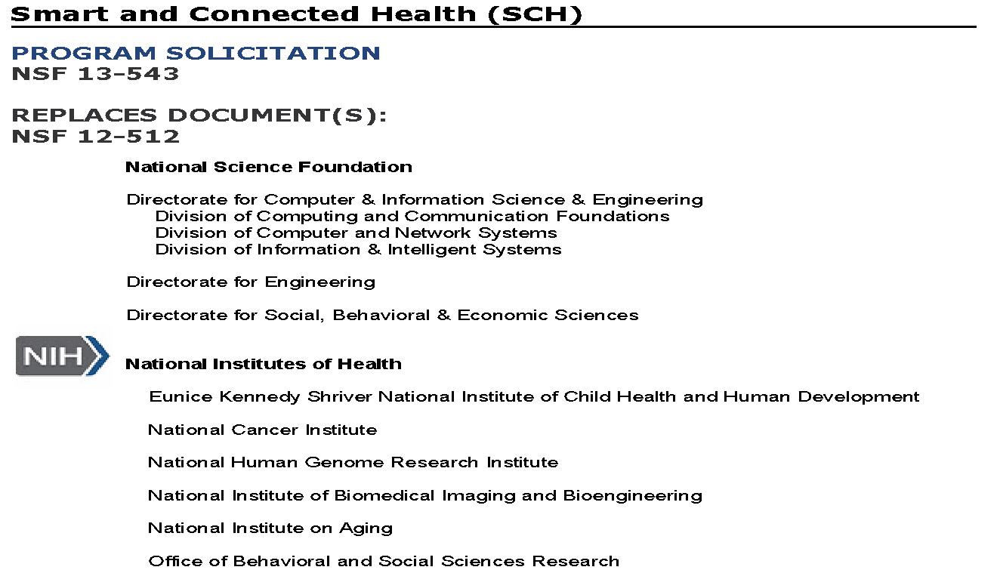 Smart and Connected Health (SCH)
PROGRAM SOLICITATION
NSF 13-543
REPLACES DOCUMENT(S):
NSF 12-512
National Science Foundation
Directorate for Computer & Information Science & Engineering
Division of Computing and Communication Foundations
Division of Computer and Network Systems
Division of Information & Intelligent Systems
Directorate for Engineering
Directorate for Social, Behavioral & Economic Sciences
NIH
National Institutes of Health
Eunice Kennedy Shriver National Institute of Child Health and Human Development
National Cancer Institute
National Human Genome Research Institute
National Institute of Biomedical Imaging and Bioengineering
National Institute on Aging
Office of Behavioral and Social Sciences Research